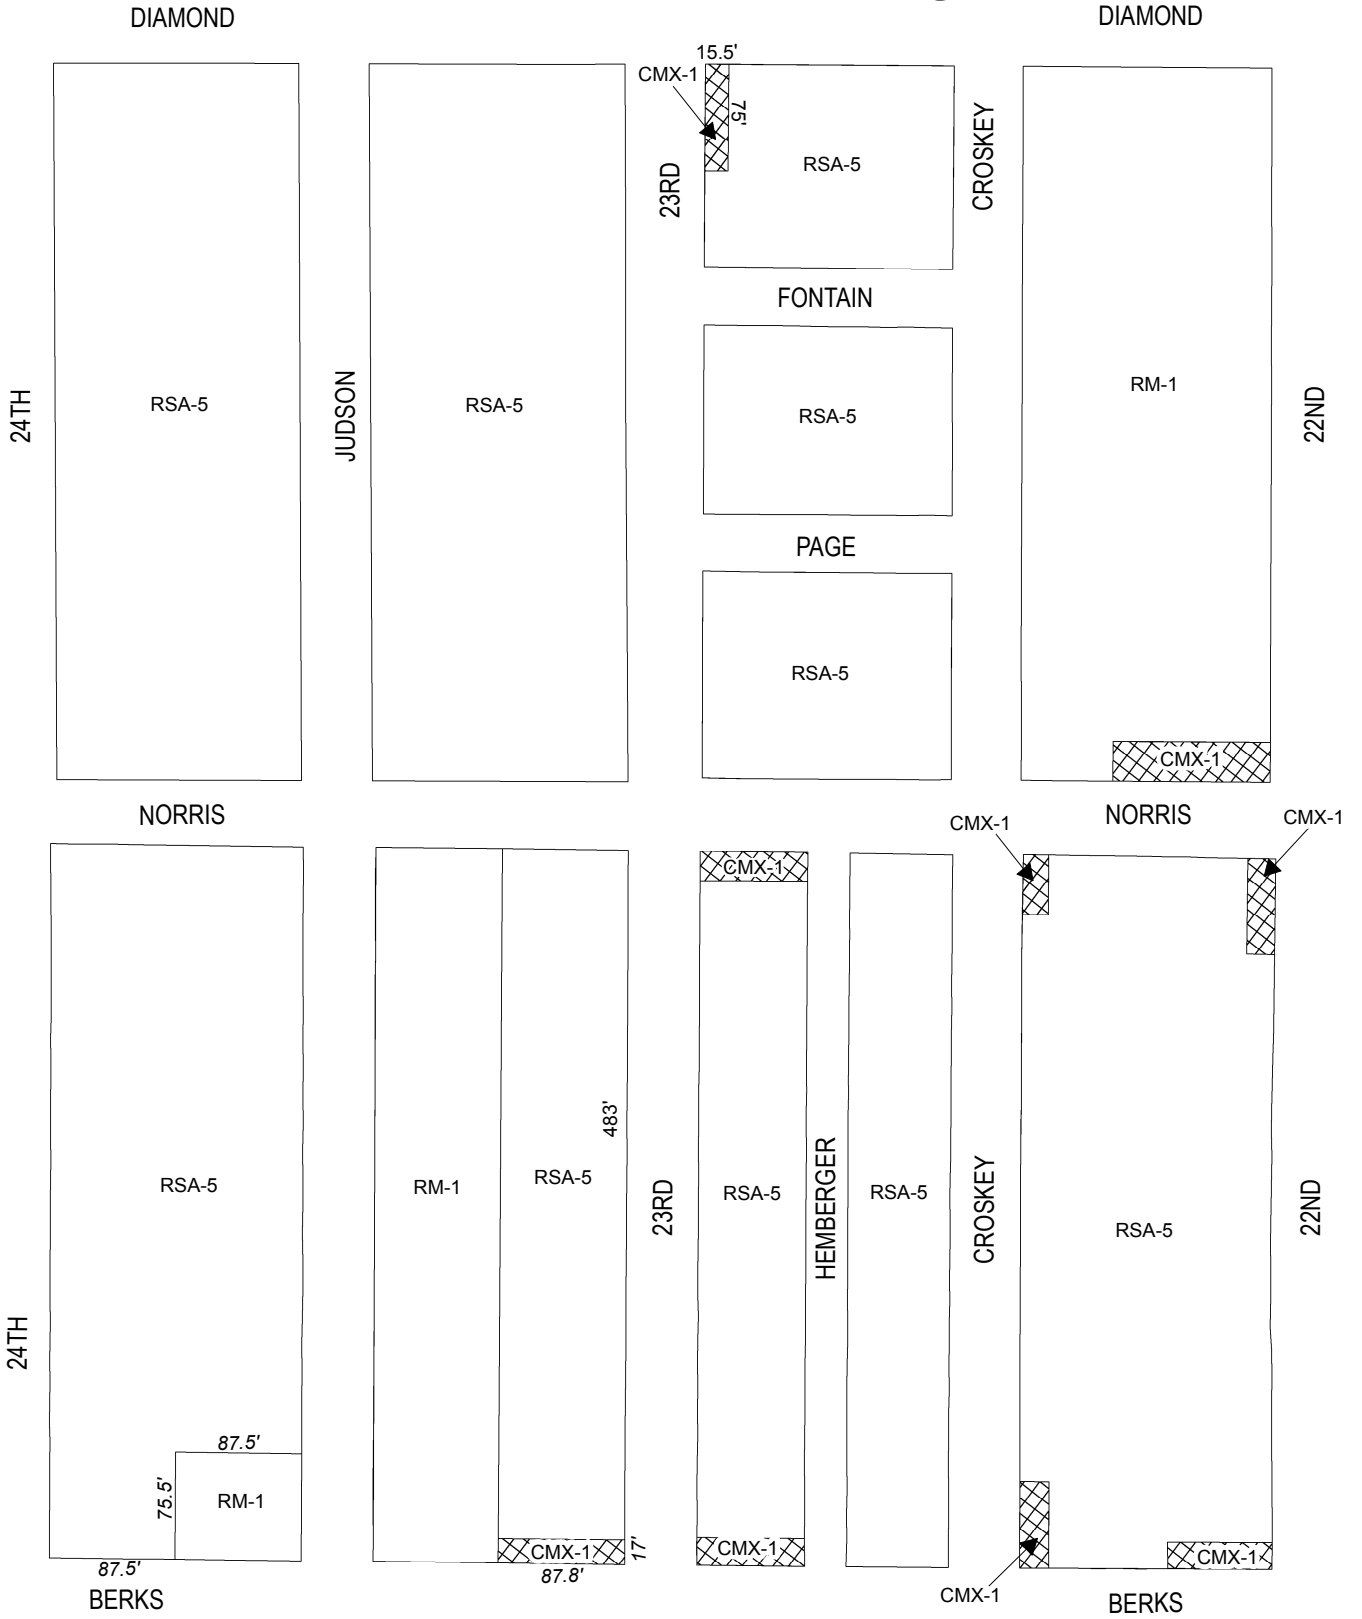 DIAMOND
DIAMOND
15.5'
CMX-1
75'
RSA-5
23RD
CROSKEY
FONTAIN
24TH
RSA-5
JUDSON
RSA-5
RSA-5
RM-1
22ND
PAGE
RSA-5
CMX-1
NORRIS
NORRIS
CMX-1
CMX-1
CMX-1
483'
RSA-5
RM-1
RSA-5
23RD
RSA-5
HEMBERGER
RSA-5
CROSKEY
RSA-5
22ND
24TH
87.5'
75.5'
RM-1
87.5'
CMX-1
17'
87.8'
CMX-1
CMX-1
CMX-1
BERKS
BERKS